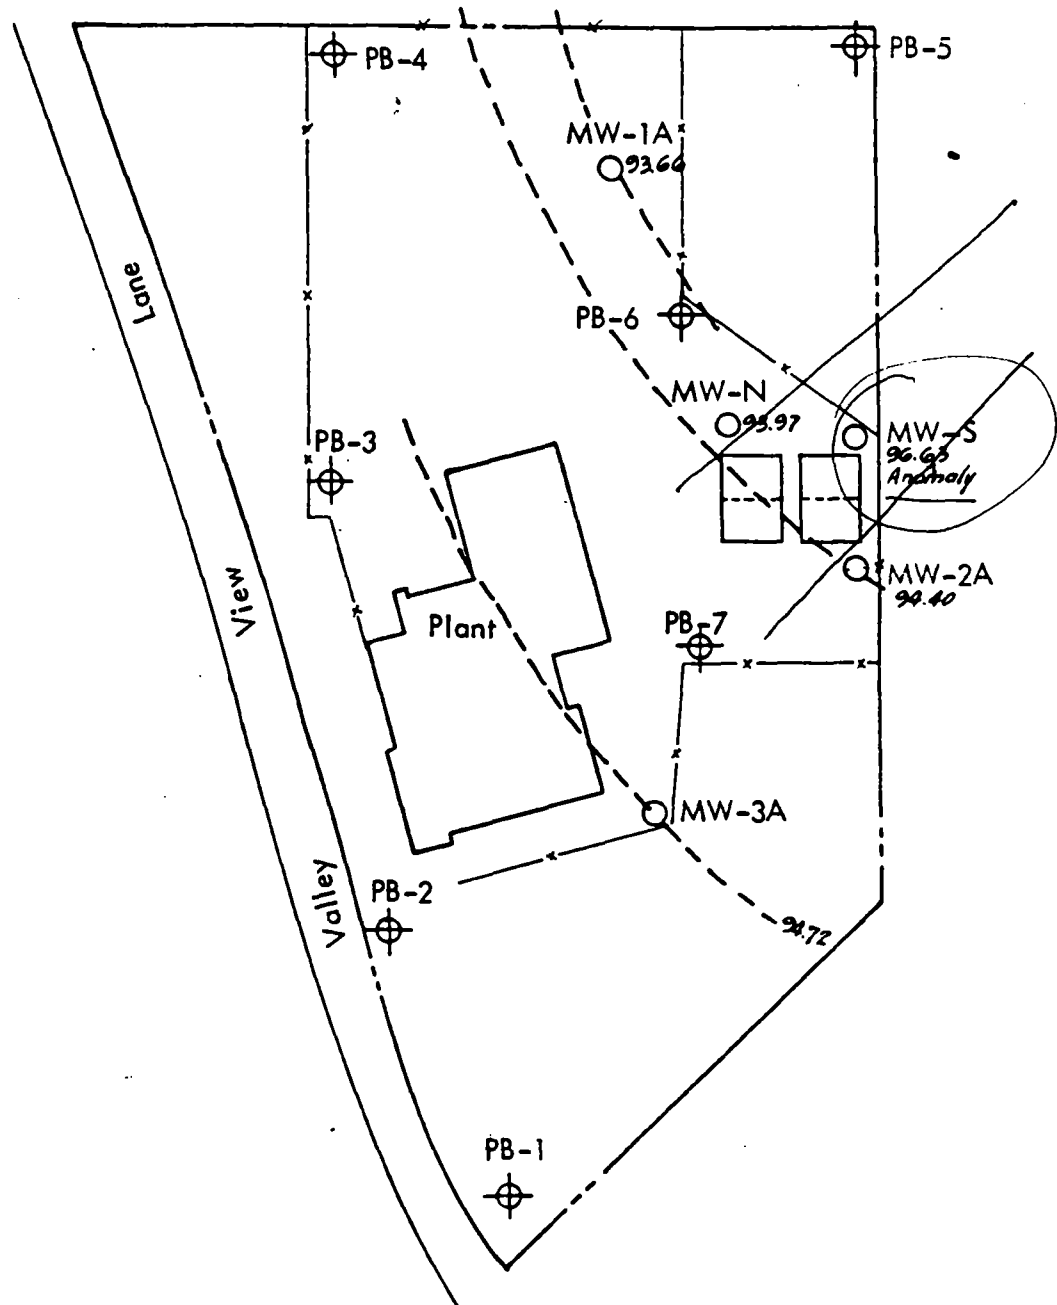 PB-4
PB-5
MW-1A
93.66
Lane
PB-6
MW-N
93.97
MW-S
96.63
Anomaly
PB-3
View
Plant
MW-2A
94.40
PB-7
MW-3A
Valley
PB-2
94.72
PB-1